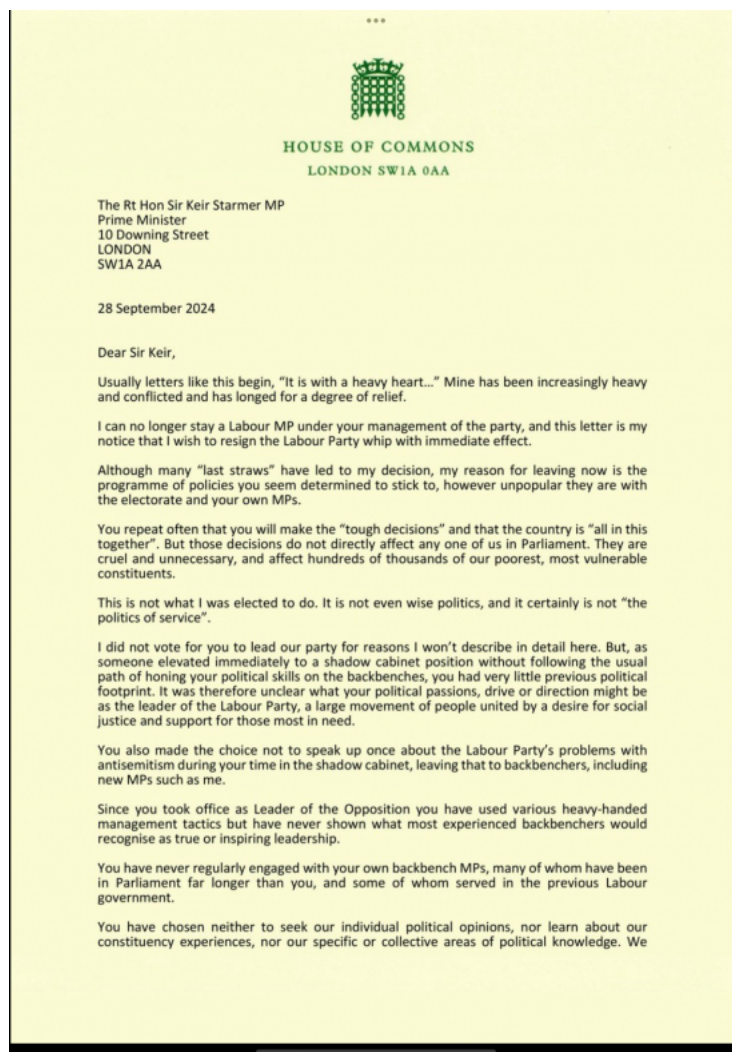 HOUSE OF COMMONS
LONDON SW1A 0AA
The Rt Hon Sir Keir Starmer MP
Prime Minister
10 Downing Street
LONDON
SW1A 2AA
28 September 2024
Dear Sir Keir,
Usually letters like this begin, “It is with a heavy heart…” Mine has been increasingly heavy
and conflicted and has longed for a degree of relief.
I can no longer stay a Labour MP under your management of the party, and this letter is my
notice that I wish to resign the Labour Party whip with immediate effect.
Although many “last straws” have led to my decision, my reason for leaving now is the
programme of policies you seem determined to stick to, however unpopular they are with
the electorate and your own MPs.
You repeat often that you will make the “tough decisions” and that the country is “all in this
together”. But those decisions do not directly affect any one of us in Parliament. They are
cruel and unnecessary, and affect hundreds of thousands of our poorest, most vulnerable
constituents.
This is not what I was elected to do. It is not even wise politics, and it certainly is not “the
politics of service”.
I did not vote for you to lead our party for reasons I won’t describe in detail here. But, as
someone elevated immediately to a shadow cabinet position without following the usual
path of honing your political skills on the backbenches, you had very little previous political
footprint. It was therefore unclear what your political passions, drive or direction might be
as the leader of the Labour Party, a large movement of people united by a desire for social
justice and support for those most in need.
You also made the choice not to speak up once about the Labour Party’s problems with
antisemitism during your time in the shadow cabinet, leaving that to backbenchers, including
new MPs such as me.
Since you took office as Leader of the Opposition you have used various heavy-handed
management tactics but have never shown what most experienced backbenchers would
recognise as true or inspiring leadership.
You have never regularly engaged with your own backbench MPs, many of whom have been
in Parliament far longer than you, and some of whom served in the previous Labour
government.
You have chosen neither to seek our individual political opinions, nor learn about our
constituency experiences, nor our specific or collective areas of political knowledge. We